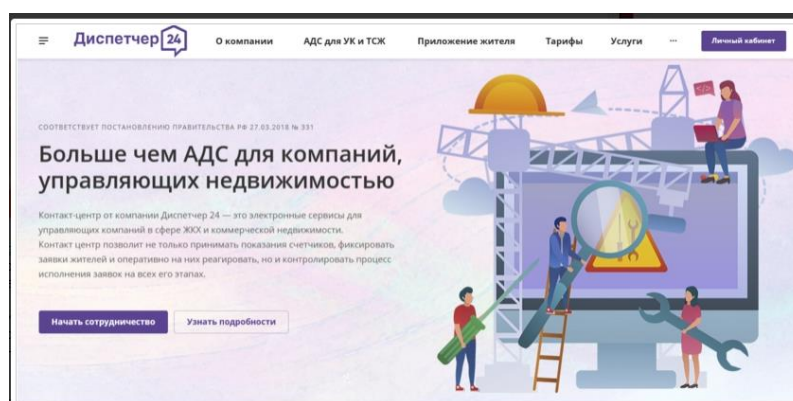 Диспетчер 24
О компании
АДС для УК и ТСЖ
Приложение жителя
Тарифы
Услуги
Личный кабинет
СООТВЕТСТВУЕТ ПОСТАНОВЛЕНИЮ ПРАВИТЕЛЬСТВА РФ 27.03.2018 № 331
Больше чем АДС для компаний,
управляющих недвижимостью
Контакт-центр от компании Диспетчер 24 — это электронные сервисы для
управляющих компаний в сфере ЖКХ и коммерческой недвижимости.
Контакт центр позволит не только принимать показания счетчиков, фиксировать
заявки жителей и оперативно на них реагировать, но и контролировать процесс
исполнения заявок на всех его этапах.
Начать сотрудничество
Узнать подробности